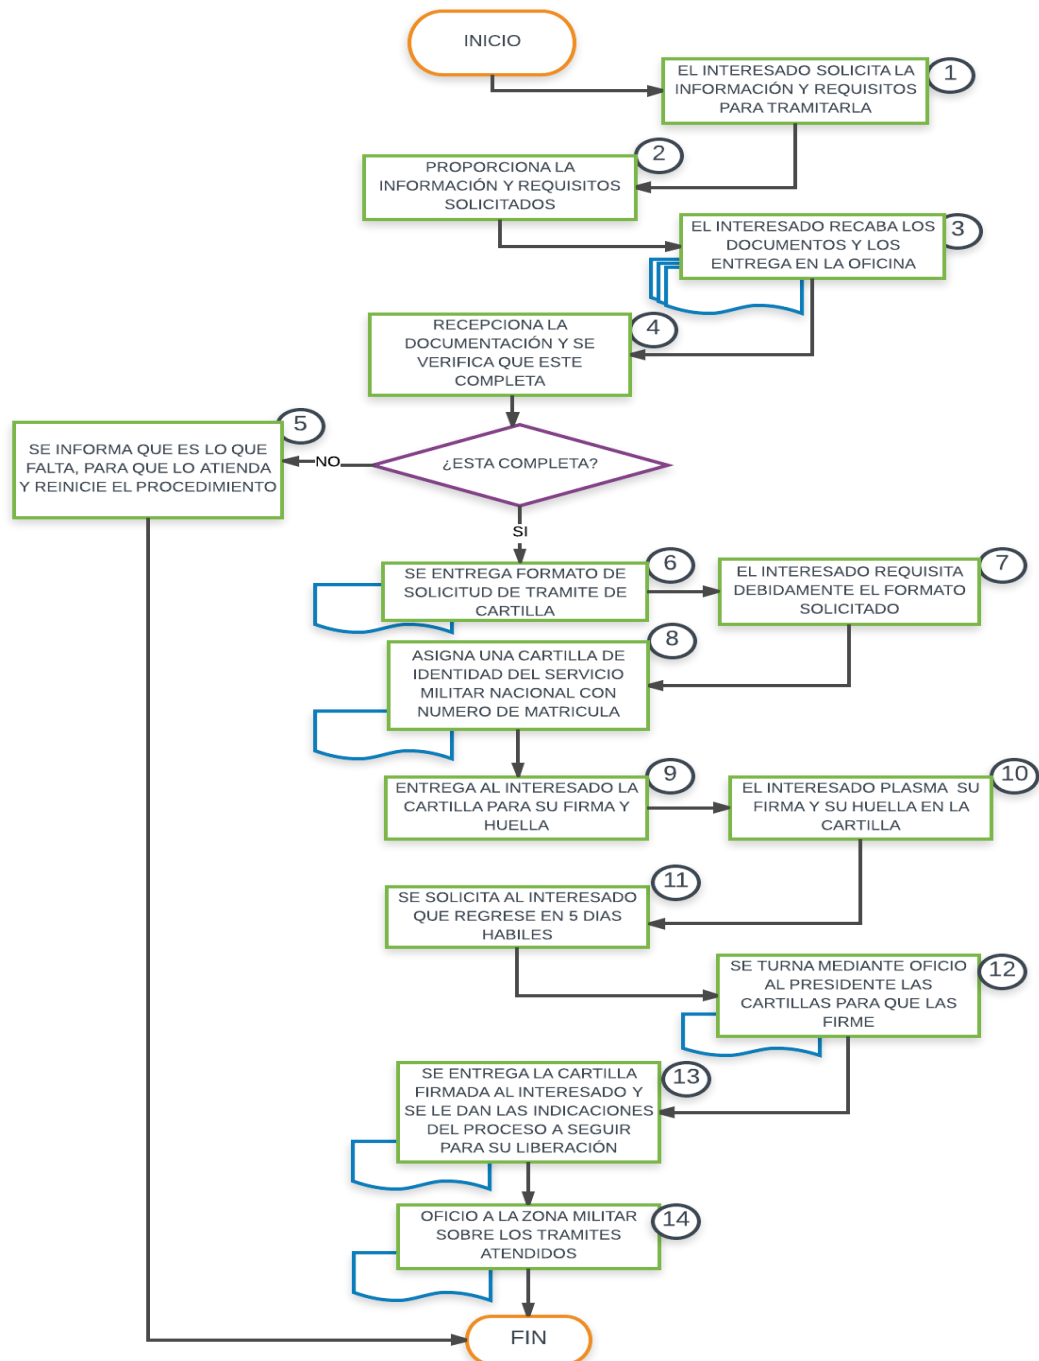 INICIO
EL INTERESADO SOLICITA LA
INFORMACIÓN Y REQUISITOS
PARA TRAMITARLA
1
PROPORCIONA LA
INFORMACIÓN Y REQUISITOS
SOLICITADOS
2
EL INTERESADO RECABA LOS
DOCUMENTOS Y LOS
ENTREGA EN LA OFICINA
3
RECEPCIONA LA
DOCUMENTACIÓN Y SE
VERIFICA QUE ESTE
COMPLETA
4
¿ESTA COMPLETA?
NO
SE INFORMA QUE ES LO QUE
FALTA, PARA QUE LO ATIENDA
Y REINICIE EL PROCEDIMIENTO
5
SI
SE ENTREGA FORMATO DE
SOLICITUD DE TRAMITE DE
CARTILLA
6
EL INTERESADO REQUISITA
DEBIDAMENTE EL FORMATO
SOLICITADO
7
ASIGNA UNA CARTILLA DE
IDENTIDAD DEL SERVICIO
MILITAR NACIONAL CON
NUMERO DE MATRICULA
8
ENTREGA AL INTERESADO LA
CARTILLA PARA SU FIRMA Y
HUELLA
9
EL INTERESADO PLASMA SU
FIRMA Y SU HUELLA EN LA
CARTILLA
10
SE SOLICITA AL INTERESADO
QUE REGRESE EN 5 DIAS
HABILES
11
SE TURNA MEDIANTE OFICIO
AL PRESIDENTE LAS
CARTILLAS PARA QUE LAS
FIRME
12
SE ENTREGA LA CARTILLA
FIRMADA AL INTERESADO Y
SE LE DAN LAS INDICACIONES
DEL PROCESO A SEGUIR
PARA SU LIBERACIÓN
13
OFICIO A LA ZONA MILITAR
SOBRE LOS TRAMITES
ATENDIDOS
14
FIN